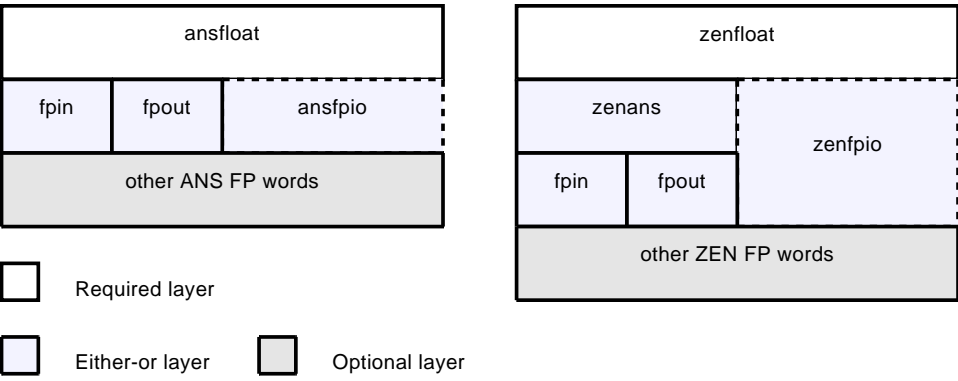 ansfloat
fpin
fpout
ansfpio
other ANS FP words
zenfloat
zenans
zenfpio
fpin
fpout
other ZEN FP words
Required layer
Either-or layer
Optional layer